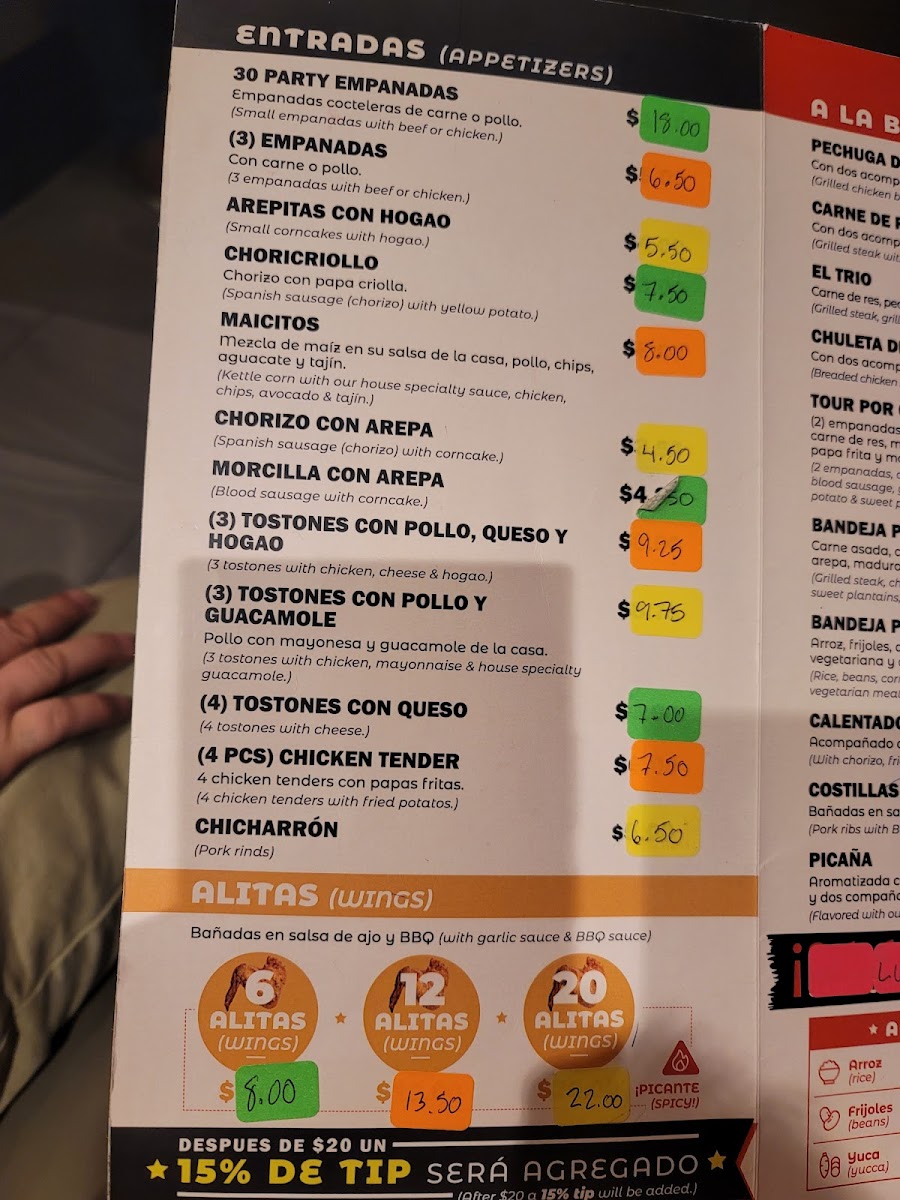 ENTRADAS (APPETIZERS)
30 PARTY EMPANADAS
Empanadas cocteleras de carne o pollo.
(Small empanadas with beef or chicken.)
$ 18.00
(3) EMPANADAS
Con carne o pollo.
(3 empanadas with beef or chicken.)
$ 6.50
AREPITAS CON HOGAO
(Small corncakes with hogao.)
$ 5.50
CHORICRIOLLO
Chorizo con papa criolla.
(Spanish sausage (chorizo) with yellow potato.)
$ 7.50
MAICITOS
Mezcla de maíz en su salsa de la casa, pollo, chips,
aguacate y tajín.
(Kettle corn with our house specialty sauce, chicken,
chips, avocado & tajín.)
$ 8.00
CHORIZO CON AREPA
(Spanish sausage (chorizo) with corncake.)
$ 4.50
MORCILLA CON AREPA
(Blood sausage with corncake.)
$4 50
(3) TOSTONES CON POLLO, QUESO Y
HOGAO
(3 tostones with chicken, cheese & hogao.)
$ 9.25
(3) TOSTONES CON POLLO Y
GUACAMOLE
Pollo con mayonesa y guacamole de la casa.
(3 tostones with chicken, mayonnaise & house specialty
guacamole.)
$ 9.75
(4) TOSTONES CON QUESO
(4 tostones with cheese.)
$ 7.00
(4 PCS) CHICKEN TENDER
4 chicken tenders con papas fritas.
(4 chicken tenders with fried potatos.)
$ 7.50
CHICHARRÓN
(Pork rinds)
$ 6.50
ALITAS (WINGS)
Bañadas en salsa de ajo y BBQ (with garlic sauce & BBQ sauce)
6
ALITAS
(WINGS)
$ 8.00
12
ALITAS
(WINGS)
$ 13.50
20
ALITAS
(WINGS)
$ 22.00
¡PICANTE
(SPICY!)
DESPUES DE $20 UN
15% DE TIP SERÁ AGREGADO
(After $20 a 15% tip will be added.)
A LA
PECHUGA
Con dos
(Grilled chicken
CARNE DE
Con dos
(Grilled steak
EL TRIO
Carne de res,
(Grilled steak,
CHULETA
Con dos
(Breaded chicken
TOUR POR
(2) empanadas
carne de res,
papa frita y
(2 empanadas,
blood sausage,
potato & sweet
BANDEJA
Carne asada,
arepa,
(Grilled steak,
sweet plantains,
BANDEJA
Arroz, frijoles,
vegetariana y
(Rice, beans,
vegetarian
CALENTADO
Acompañado
(With chorizo,
COSTILLAS
Bañadas en
(Pork ribs with
PICAÑA
Aromatizada
y dos
(Flavored with
¡
Arroz
(rice)
Frijoles
(beans)
Yuca
(yucca)